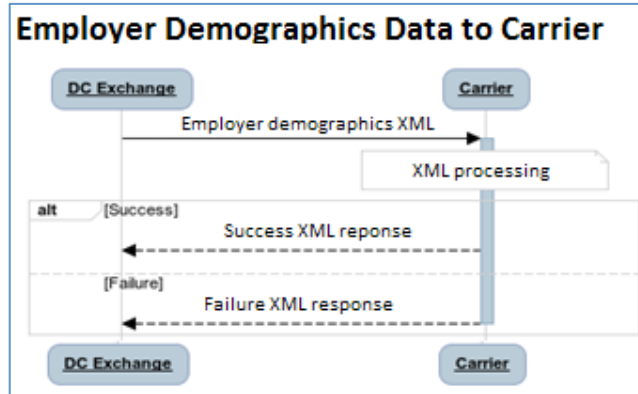 Employer Demographics Data to Carrier
DC Exchange
Carrier
Employer demographics XML
XML processing
alt
[Success]
Success XML reponse
[Failure]
Failure XML response
DC Exchange
Carrier